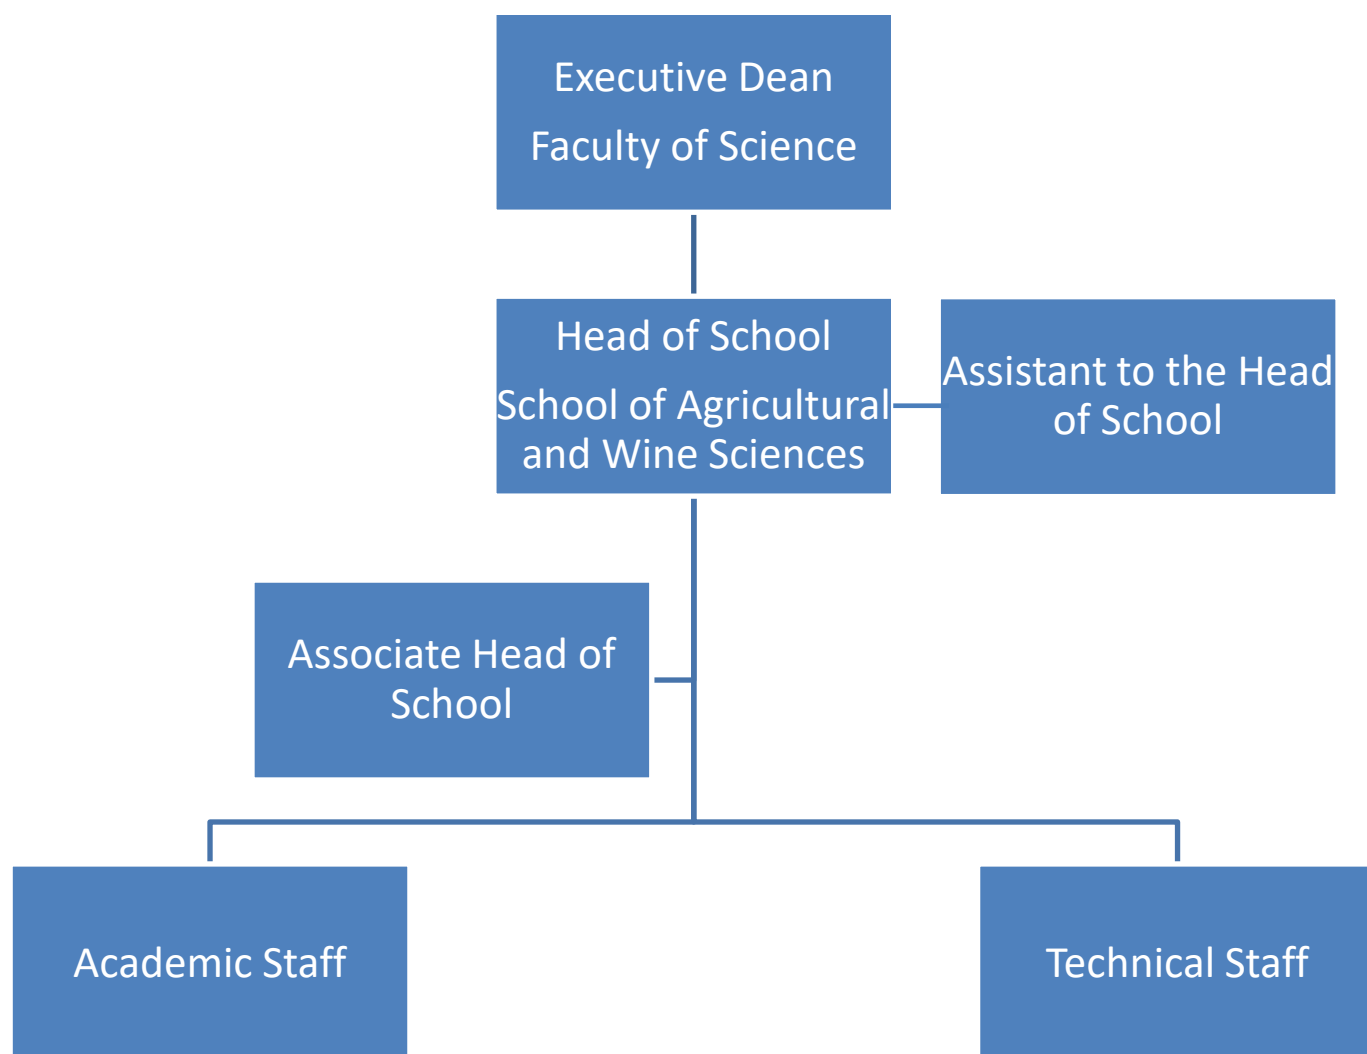 Executive Dean
Faculty of Science
Head of School
School of Agricultural
and Wine Sciences
Assistant to the Head
of School
Associate Head of
School
Academic Staff
Technical Staff